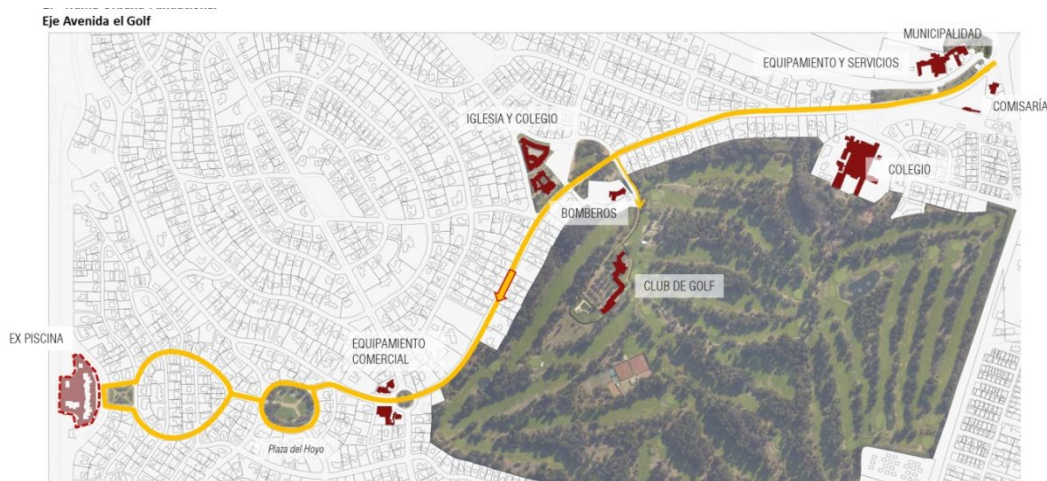 Eje Avenida el Golf
MUNICIPALIDAD
EQUIPAMIENTO Y SERVICIOS
COMISARÍA
IGLESIA Y COLEGIO
COLEGIO
BOMBEROS
CLUB DE GOLF
EX PISCINA
EQUIPAMIENTO
COMERCIAL
Plaza del Hoyo